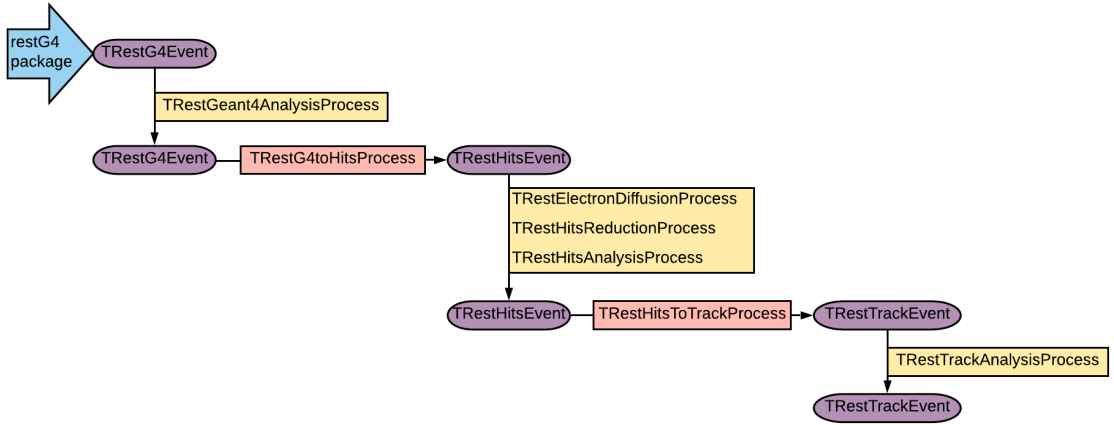 restG4
package
TRestG4Event
TRestGeant4AnalysisProcess
TRestG4Event
TRestG4toHitsProcess
TRestHitsEvent
TRestElectronDiffusionProcess
TRestHitsReductionProcess
TRestHitsAnalysisProcess
TRestHitsEvent
TRestHitsToTrackProcess
TRestTrackEvent
TRestTrackAnalysisProcess
TRestTrackEvent